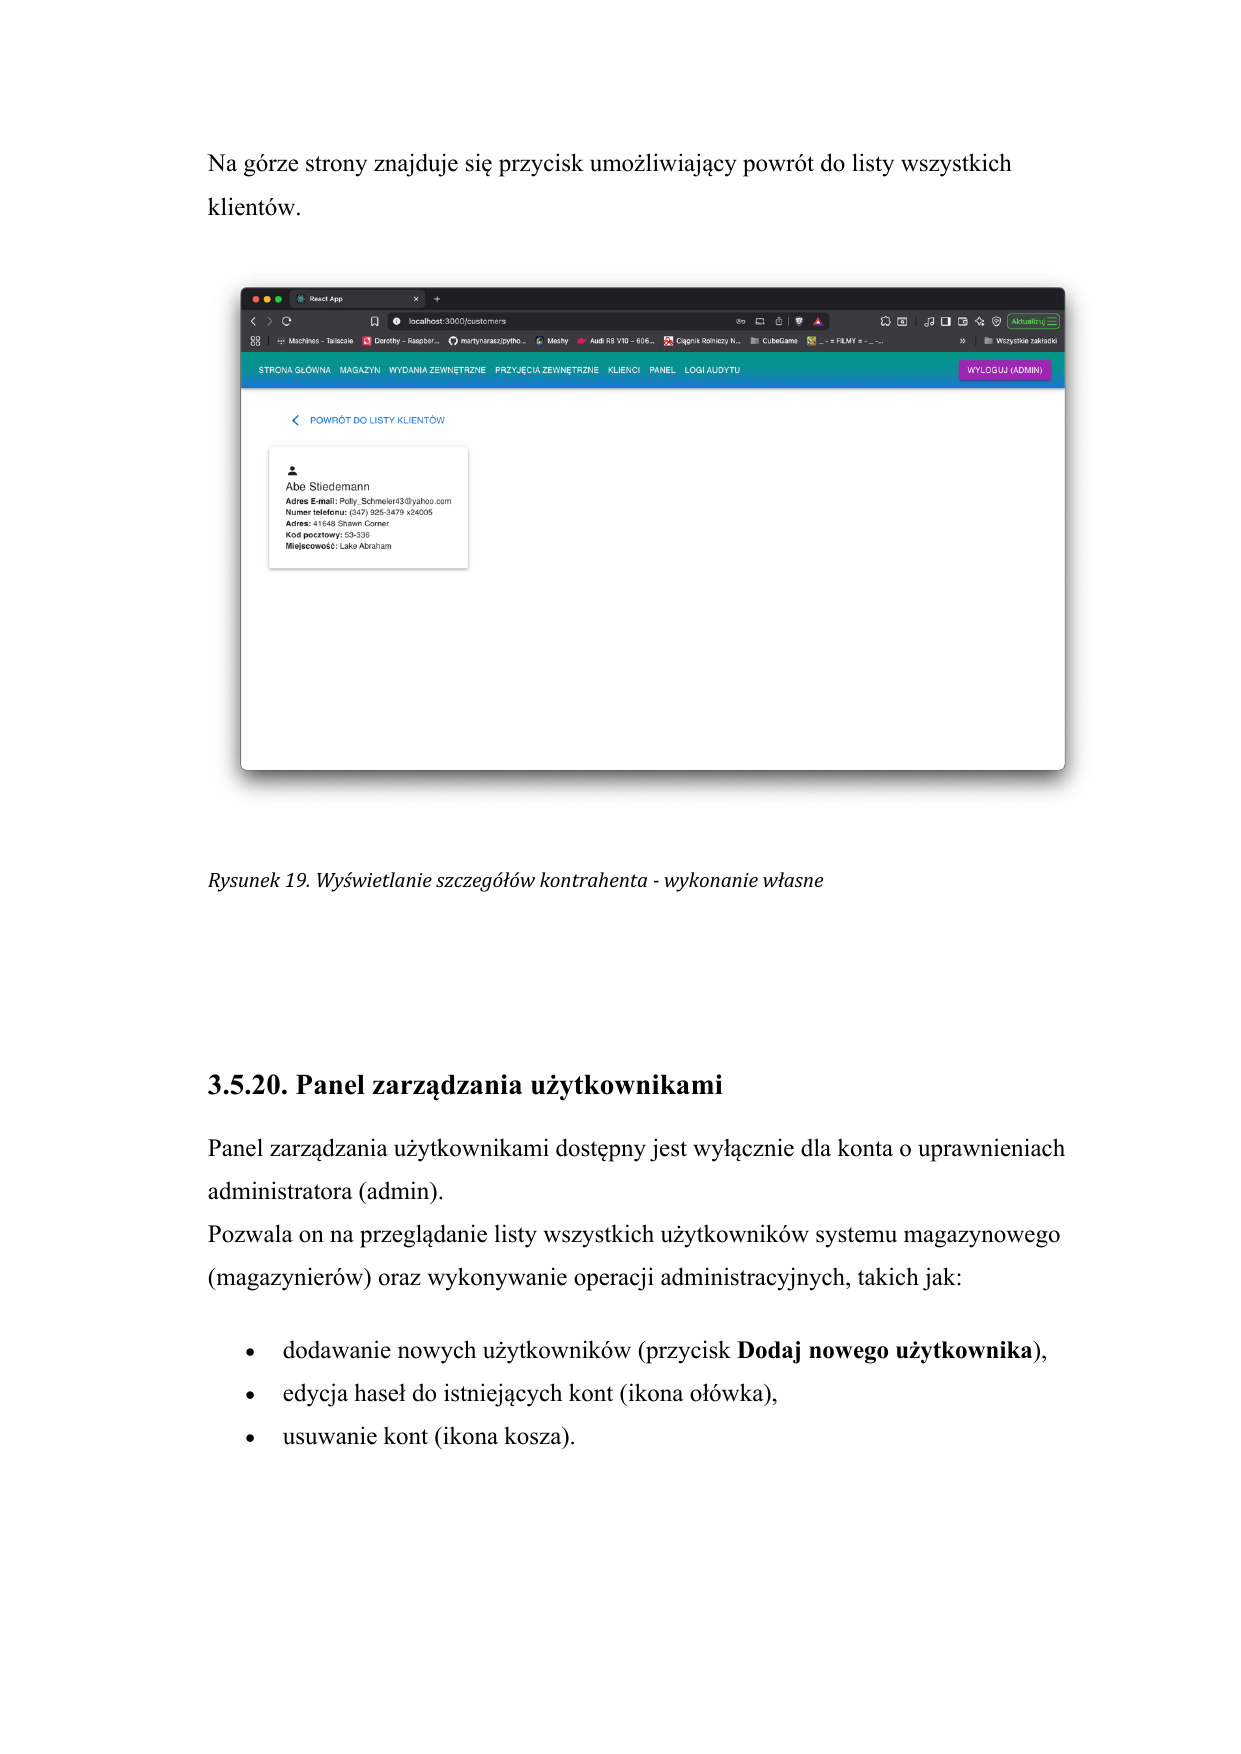 Na górze strony znajduje się przycisk umożliwiający powrót do listy wszystkich
klientów.
React App
localhost:3000/customers
Aktualizuj
Machines – Tailscale
Dorothy – Raspber...
martynarasz/pytho...
Meshy
Audi R8 V10 – 606...
Ciągnik Rolniczy N...
CubeGame
_ - = FILMY = - _ –...
»
Wszystkie zakładki
STRONA GŁÓWNA MAGAZYN WYDANIA ZEWNĘTRZNE PRZYJĘCIA ZEWNĘTRZNE KLIENCI PANEL LOGI AUDYTU
WYLOGUJ (ADMIN)
POWRÓT DO LISTY KLIENTÓW
Abe Stiedemann
Adres E-mail: Polly_Schmeler43@yahoo.com
Numer telefonu: (347) 925-3479 x24005
Adres: 41648 Shawn Corner
Kod pocztowy: 53-336
Miejscowość: Lake Abraham
Rysunek 19. Wyświetlanie szczegółów kontrahenta - wykonanie własne
3.5.20. Panel zarządzania użytkownikami
Panel zarządzania użytkownikami dostępny jest wyłącznie dla konta o uprawnieniach
administratora (admin).
Pozwala on na przeglądanie listy wszystkich użytkowników systemu magazynowego
(magazynierów) oraz wykonywanie operacji administracyjnych, takich jak:
• dodawanie nowych użytkowników (przycisk Dodaj nowego użytkownika),
• edycja haseł do istniejących kont (ikona ołówka),
• usuwanie kont (ikona kosza).